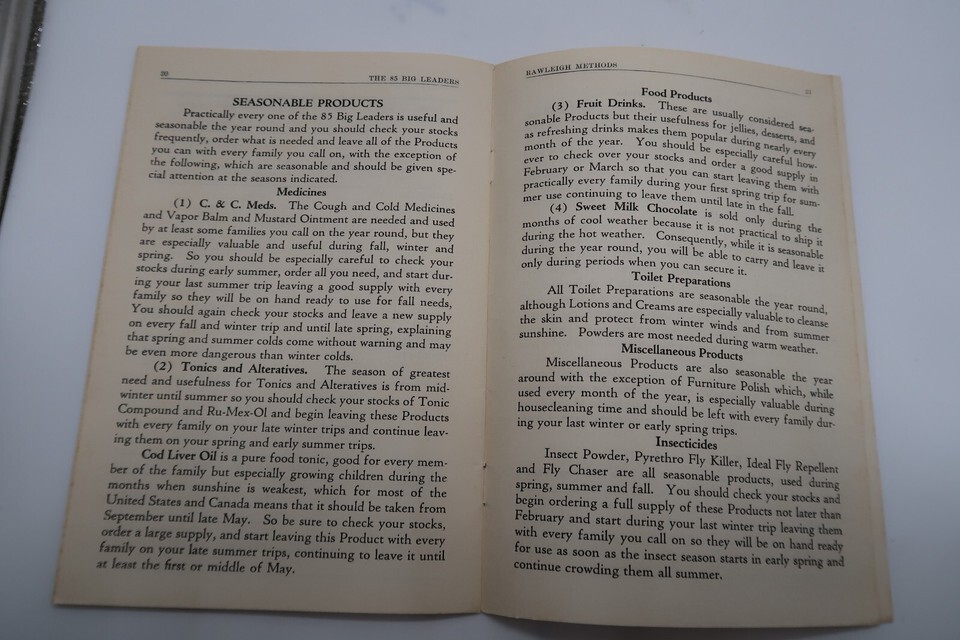 20
THE 85 BIG LEADERS
SEASONABLE PRODUCTS
Practically every one of the 85 Big Leaders is useful and
seasonable the year round and you should check your stocks
frequently, order what is needed and leave all of the Products
you can with every family you call on, with the exception of
the following, which are seasonable and should be given spe-
cial attention at the seasons indicated.
Medicines
(1) C. & C. Meds. The Cough and Cold Medicines
and Vapor Balm and Mustard Ointment are needed and used
by at least some families you call on the year round, but they
are especially valuable and useful during fall, winter and
spring. So you should be especially careful to check your
stocks during early summer, order all you need, and start dur-
ing your last summer trip leaving a good supply with every
family so they will be on hand ready to use for fall needs,
You should again check your stocks and leave a new supply
on every fall and winter trip and until late spring, explaining
that spring and summer colds come without warning and may
be even more dangerous than winter colds.
(2) Tonics and Alteratives. The season of greatest
need and usefulness for Tonics and Alteratives is from mid-
winter until summer so you should check your stocks of Tonic
Compound and Ru-Mex-Ol and begin leaving these Products
with every family on your late winter trips and continue leav-
ing them on your spring and early summer trips.
Cod Liver Oil is a pure food tonic, good for every mem-
ber of the family but especially growing children during the
months when sunshine is weakest, which for most of the
United States and Canada means that it should be taken from
September until late May. So be sure to check your stocks,
order a large supply, and start leaving this Product with every
family on your late summer trips, continuing to leave it until
at least the first or middle of May.
RAWLEIGH METHODS
21
Food Products
(3) Fruit Drinks. These are usually considered sea-
sonable Products but their usefulness for jellies, desserts, and
as refreshing drinks makes them popular during nearly every
month of the year. You should be especially careful how-
ever to check over your stocks and order a good supply in
February or March so that you can start leaving them with
practically every family during your first spring trip for sum-
mer use continuing to leave them until late in the fall.
(4) Sweet Milk Chocolate is sold only during the
months of cool weather because it is not practical to ship it
during the hot weather. Consequently, while it is seasonable
during the year round, you will be able to carry and leave it
only during periods when you can secure it.
Toilet Preparations
All Toilet Preparations are seasonable the year round,
although Lotions and Creams are especially valuable to cleanse
the skin and protect from winter winds and from summer
sunshine. Powders are most needed during warm weather.
Miscellaneous Products
Miscellaneous Products are also seasonable the year
around with the exception of Furniture Polish which, while
used every month of the year, is especially valuable during
housecleaning time and should be left with every family dur-
ing your last winter or early spring trips.
Insecticides
Insect Powder, Pyrethro Fly Killer, Ideal Fly Repellent
and Fly Chaser are all seasonable products, used during
spring, summer and fall. You should check your stocks and
begin ordering a full supply of these Products not later than
February and start during your last winter trip leaving them
with every family you call on so they will be on hand ready
for use as soon as the insect season starts in early spring and
continue crowding them all summer.